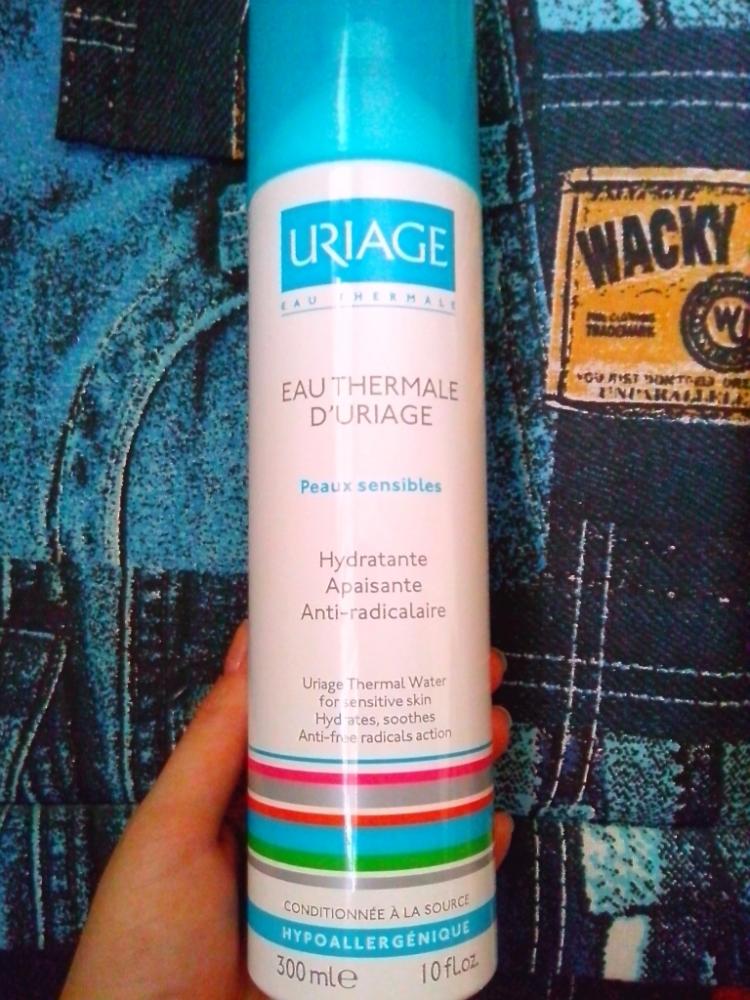 URIAGE
EAU THERMALE
EAU THERMALE
D'URIAGE
Peaux sensibles
Hydratante
Apaisante
Anti-radicalaire
Uriage Thermal Water
for sensitive skin
Hydrates, soothes
Anti-free radicals action
CONDITIONNÉE À LA SOURCE
HYPOALLERGÉNIQUE
300 ml e 10 fl.oz.
WACKY
TRADEMARK
W